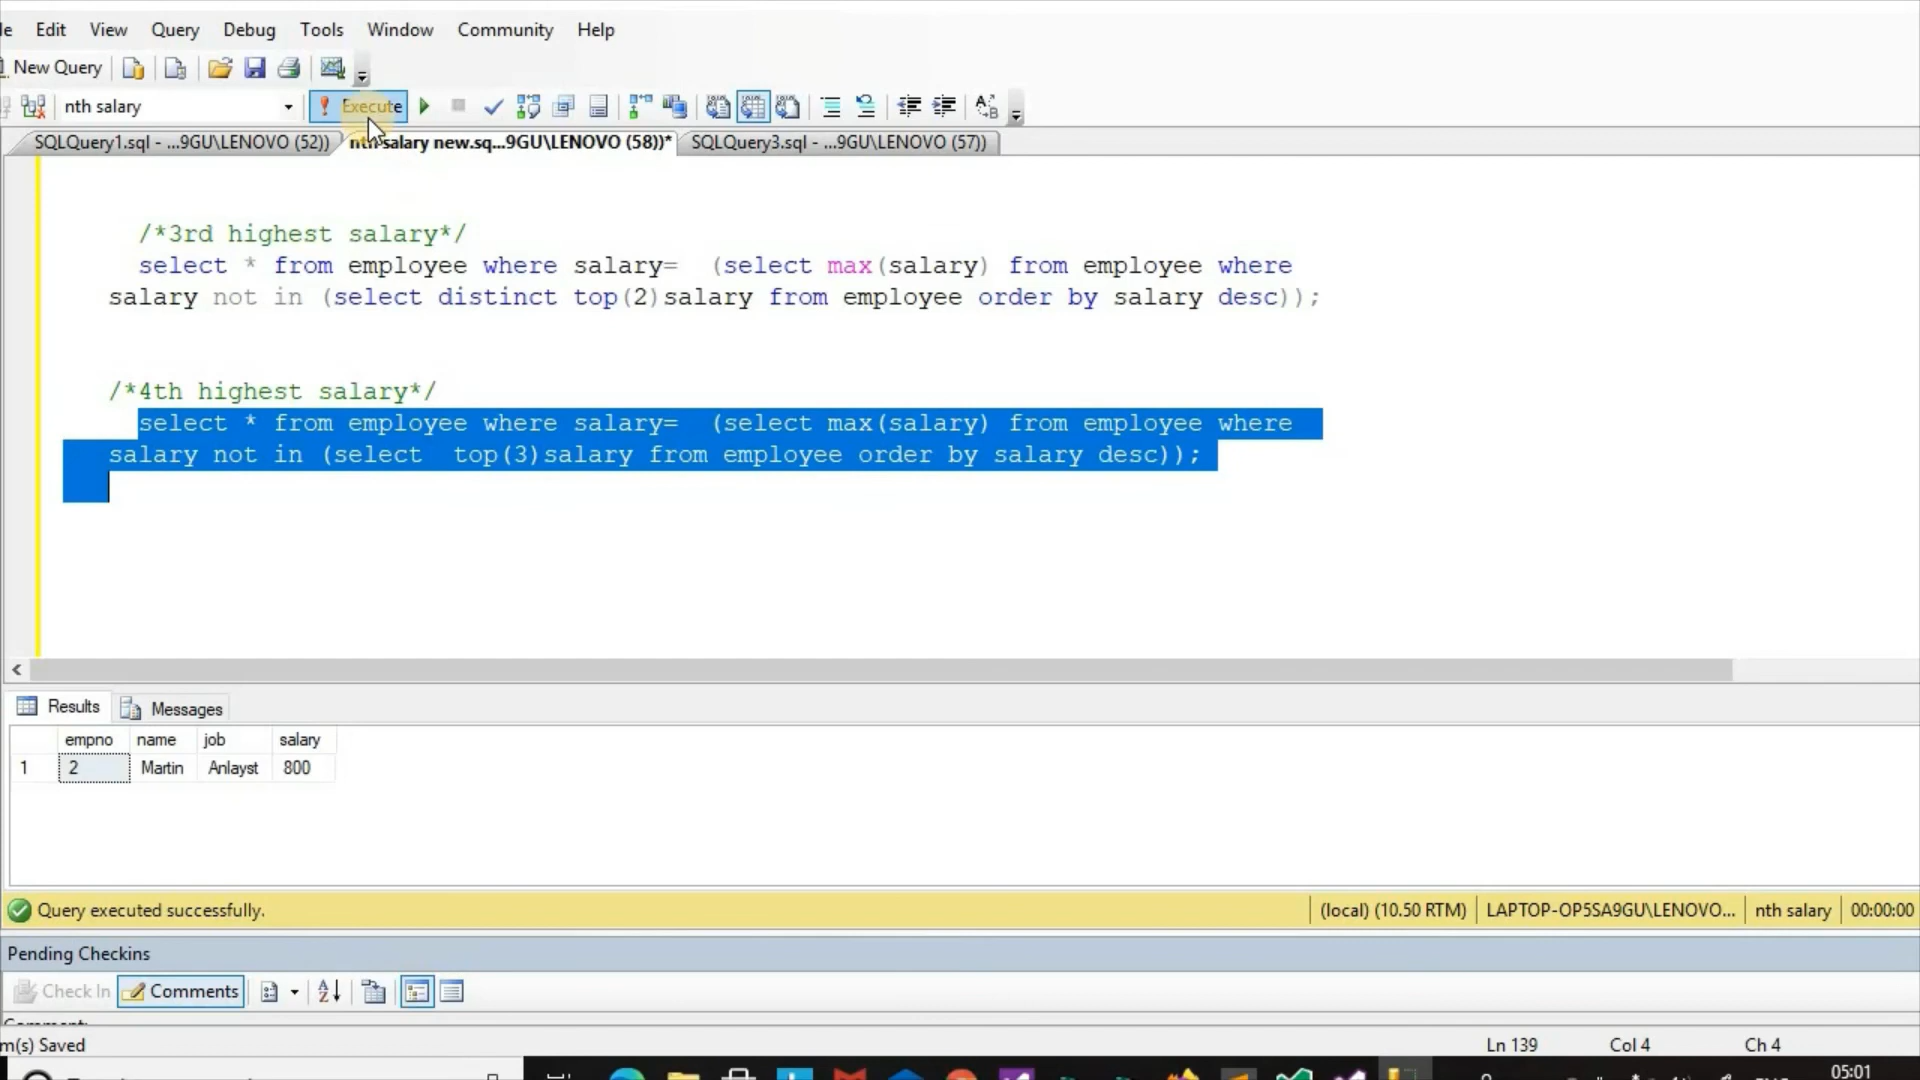 le Edit View Query Debug Tools Window Community Help
New Query
nth salary Execute
SQLQuery1.sql - ...9GU\LENOVO (52)) nth salary new.sq...9GU\LENOVO (58))* SQLQuery3.sql - ...9GU\LENOVO (57))
/*3rd highest salary*/
select * from employee where salary= (select max(salary) from employee where
salary not in (select distinct top(2)salary from employee order by salary desc));
/*4th highest salary*/
select * from employee where salary= (select max(salary) from employee where
salary not in (select top(3)salary from employee order by salary desc));
Results Messages
empno name job salary
1 2 Martin Anlayst 800
Query executed successfully. (local) (10.50 RTM) LAPTOP-OP5SA9GU\LENOVO... nth salary 00:00:00
Pending Checkins
Check In Comments
m(s) Saved Ln 139 Col 4 Ch 4
05:01